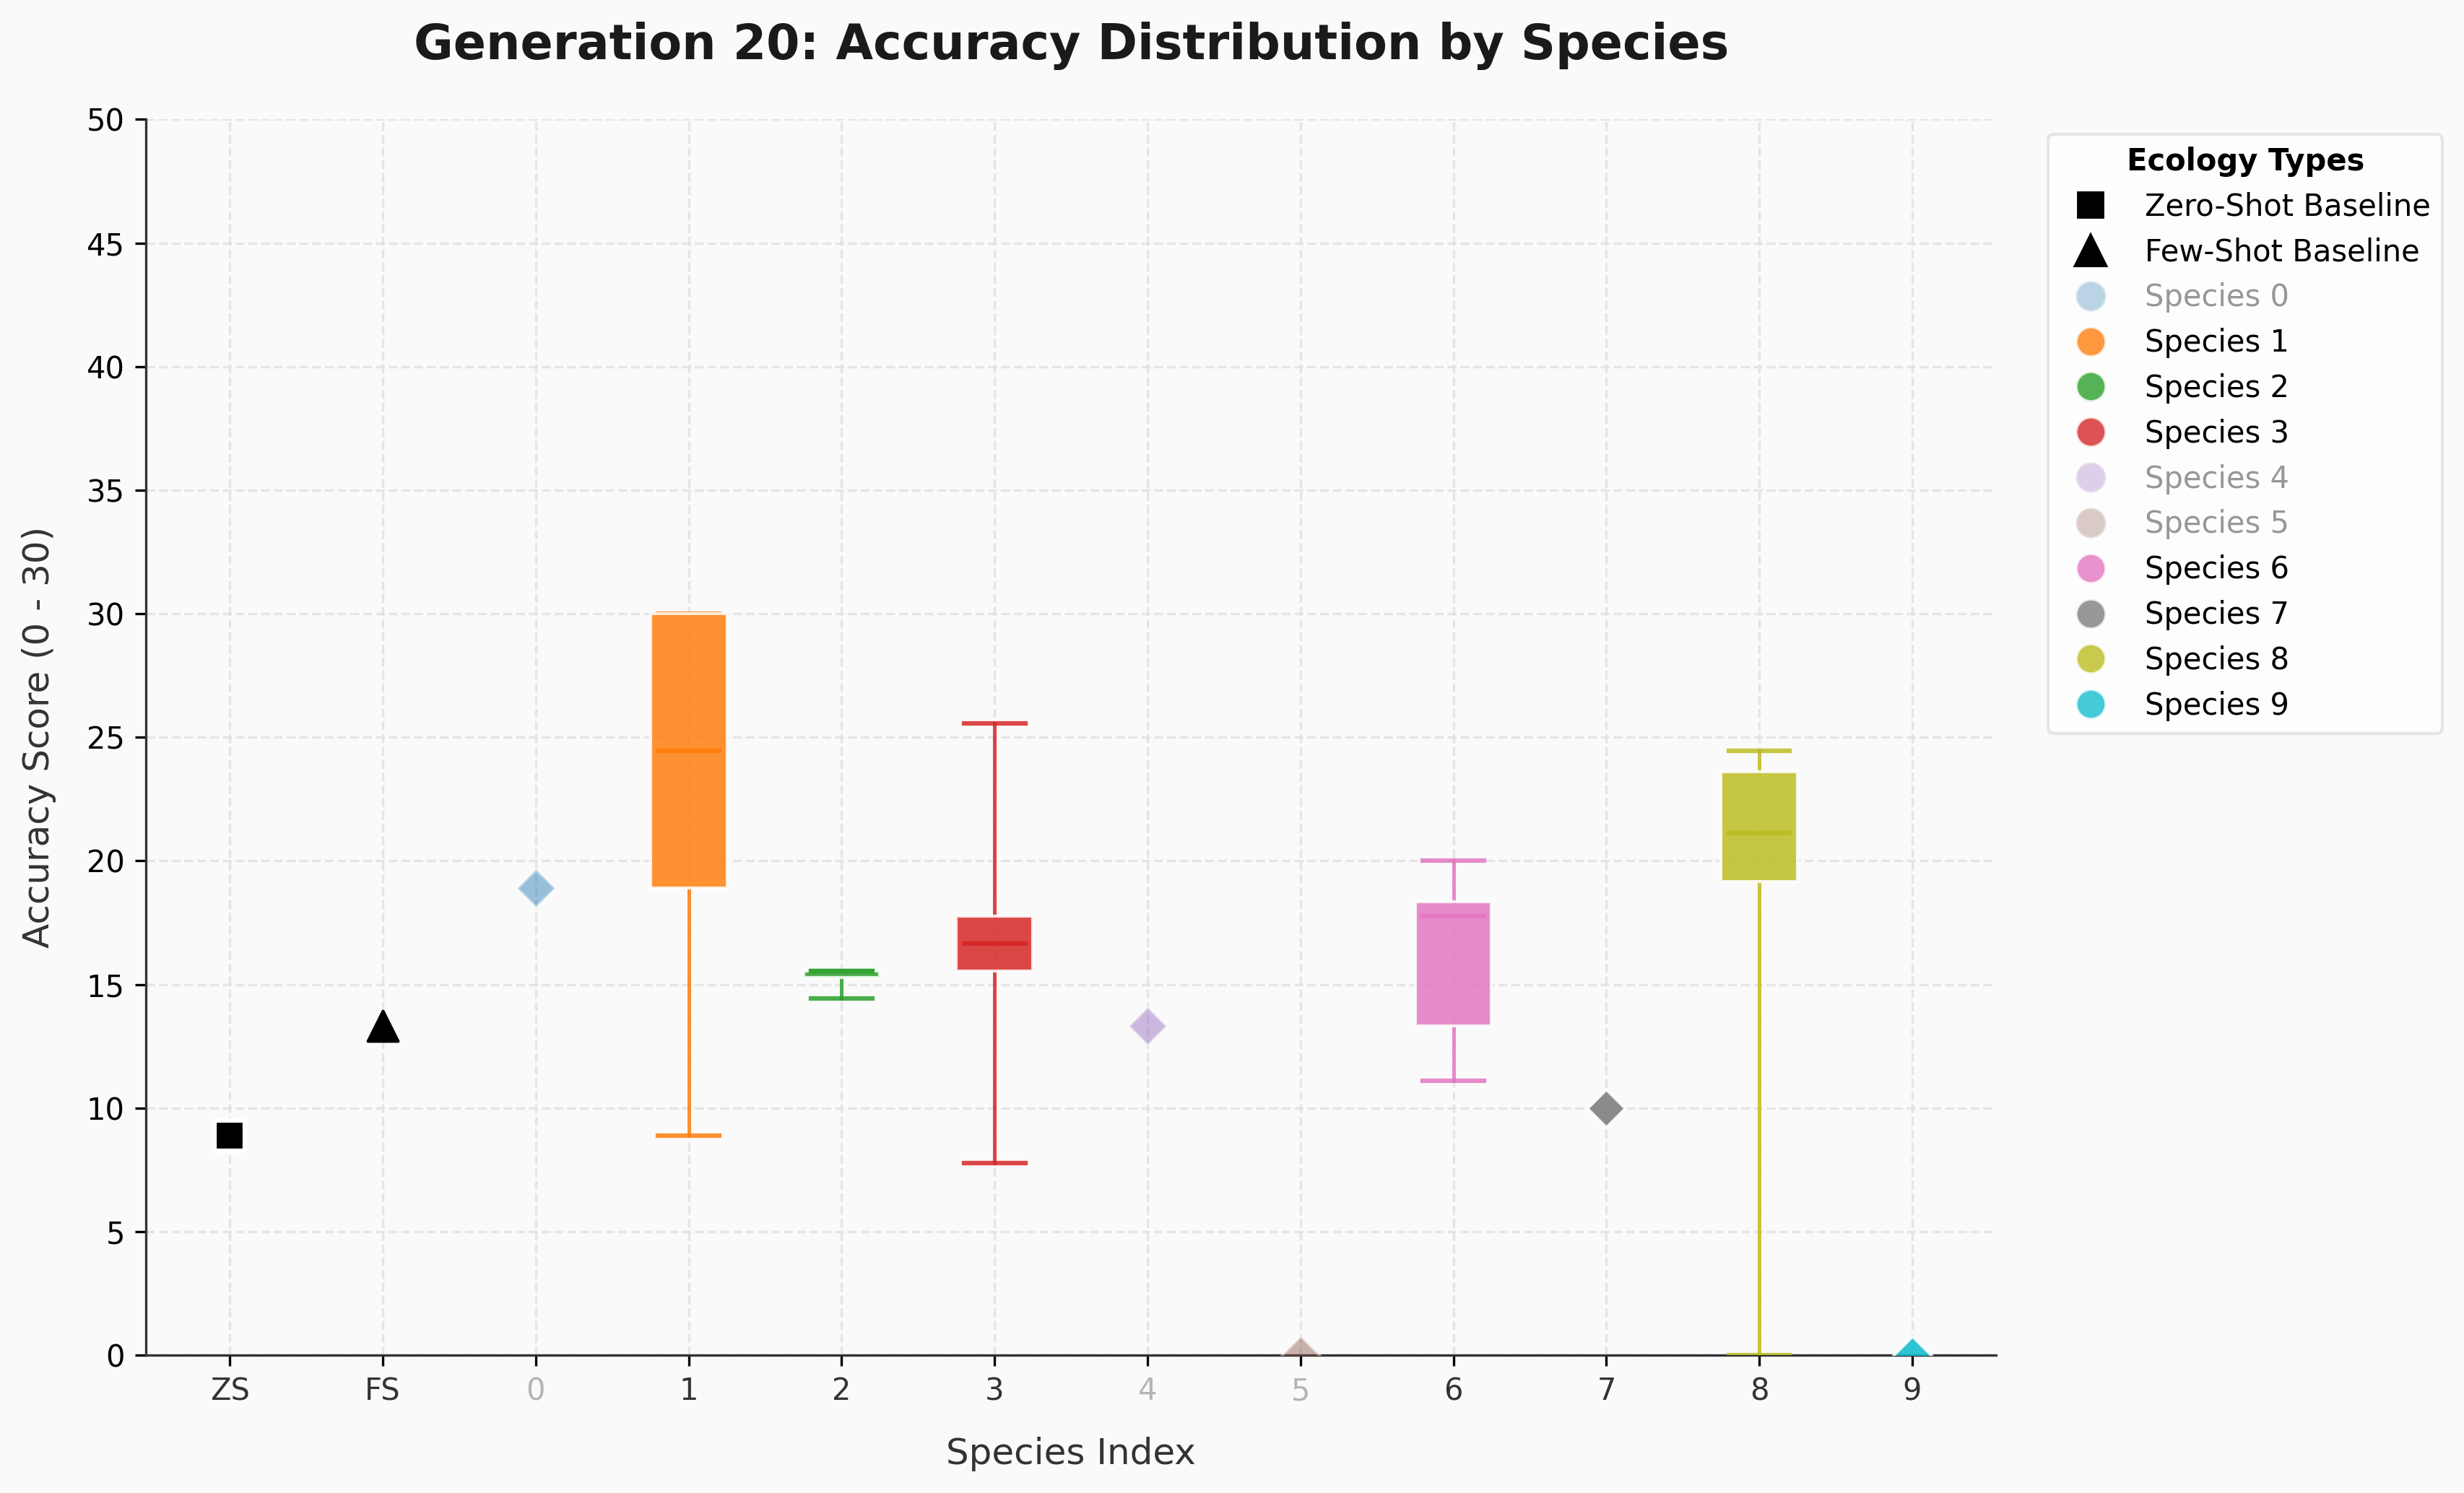 Generation 20: Accuracy Distribution by Species
50
45
40
35
30
25
20
15
10
5
0
Accuracy Score (0 - 30)
ZS FS 0 1 2 3 4 5 6 7 8 9
Species Index
Ecology Types
Zero-Shot Baseline
Few-Shot Baseline
Species 0
Species 1
Species 2
Species 3
Species 4
Species 5
Species 6
Species 7
Species 8
Species 9